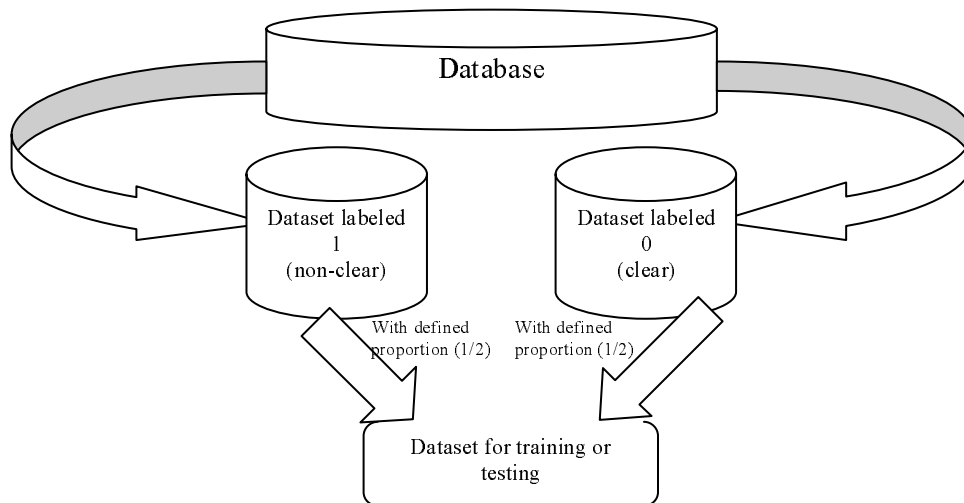 Database
Dataset labeled
1
(non-clear)
Dataset labeled
0
(clear)
With defined
proportion (1/2)
With defined
proportion (1/2)
Dataset for training or
testing